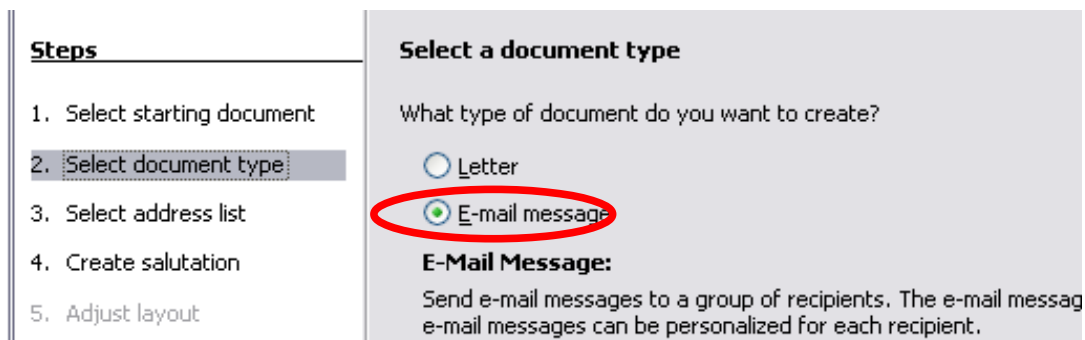 Steps
1. Select starting document
2. Select document type
3. Select address list
4. Create salutation
5. Adjust layout
Select a document type
What type of document do you want to create?
Letter
E-mail message
E-Mail Message:
Send e-mail messages to a group of recipients. The e-mail messag
e-mail messages can be personalized for each recipient.